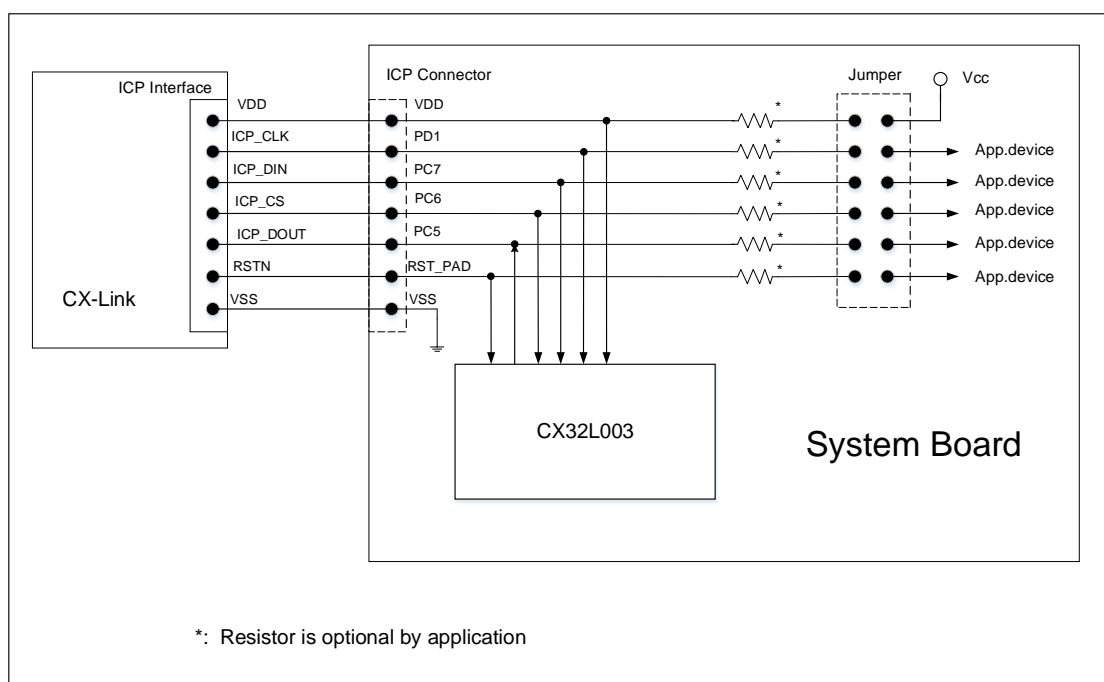 ICP Interface
ICP Connector
Jumper
Vcc
VDD
VDD
*
ICP_CLK
PD1
*
App.device
ICP_DIN
PC7
*
App.device
ICP_CS
PC6
*
App.device
ICP_DOUT
PC5
*
App.device
RSTN
RST_PAD
*
App.device
VSS
VSS
CX-Link
CX32L003
System Board
*: Resistor is optional by application